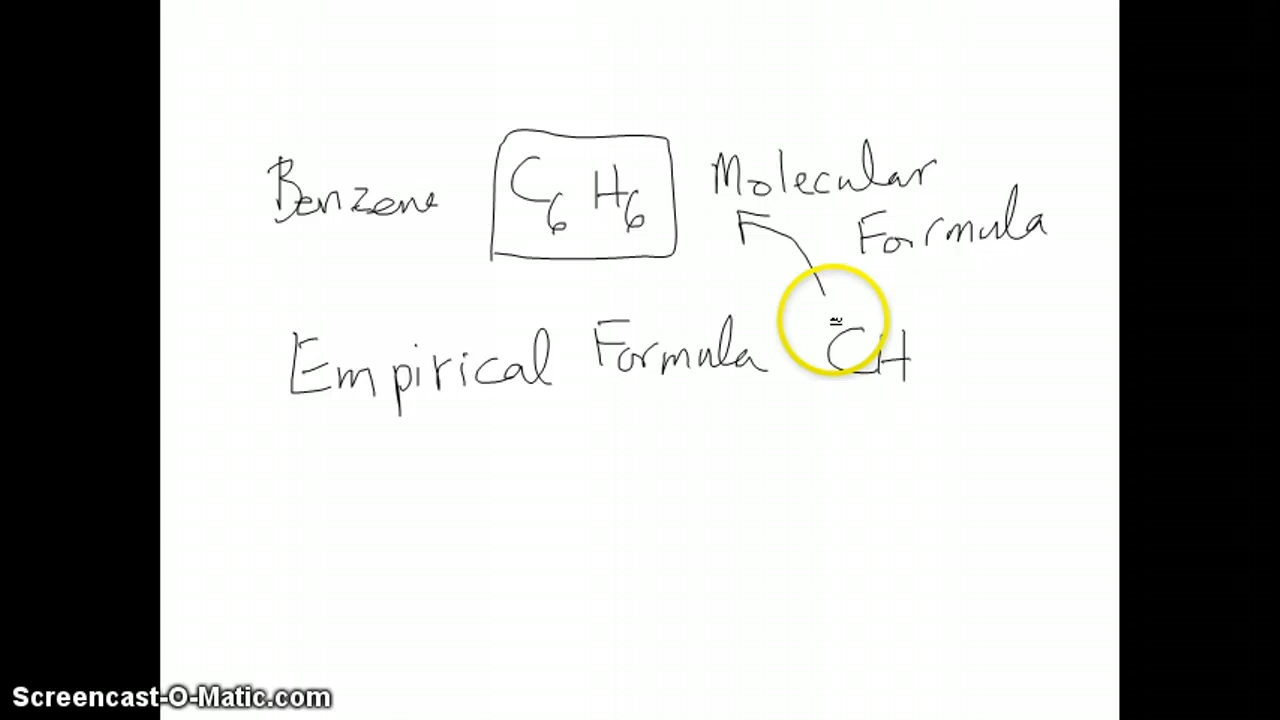 Benzene C6H6 Molecular
Formula
Empirical Formula CH
Screencast-O-Matic.com